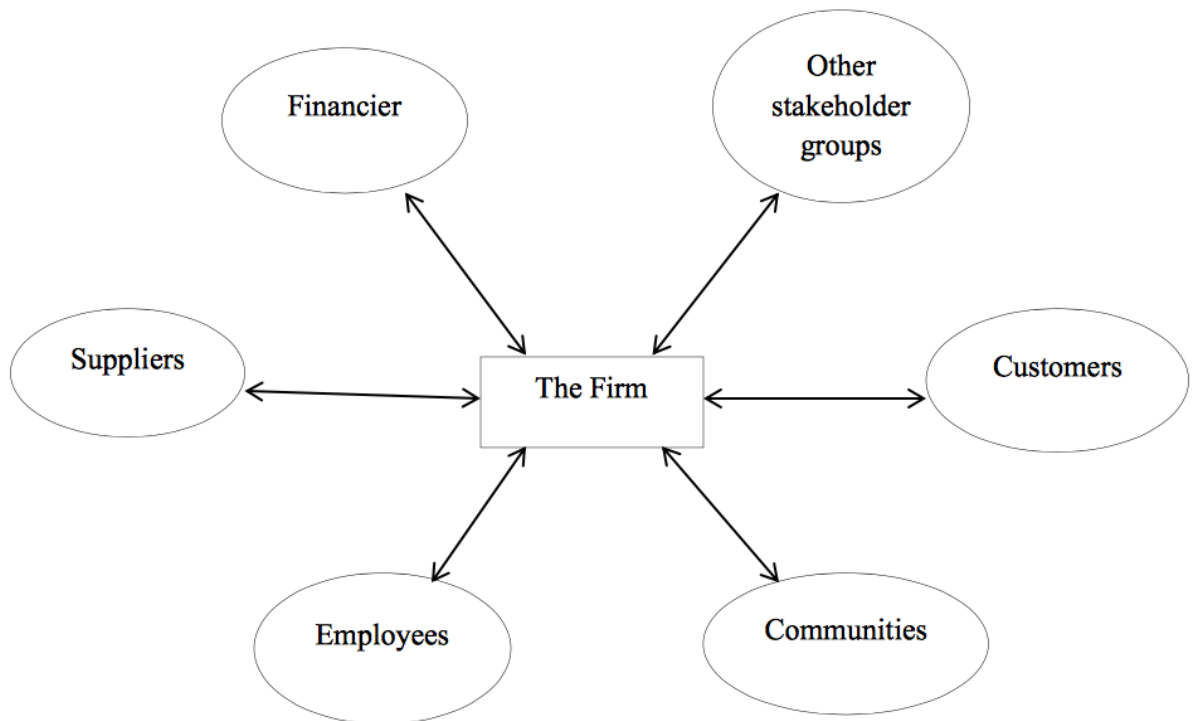 Financier
Other
stakeholder
groups
Suppliers
The Firm
Customers
Employees
Communities